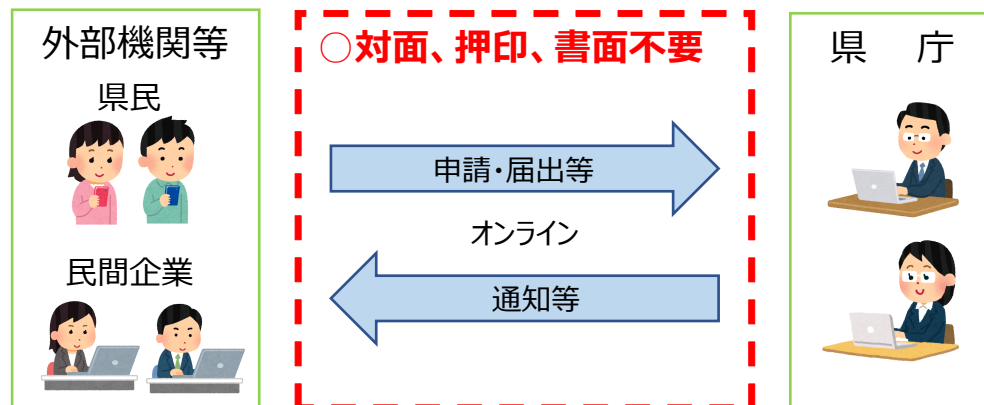 外部機関等
県民
民間企業
○対面、押印、書面不要
申請・届出等
オンライン
通知等
県 庁